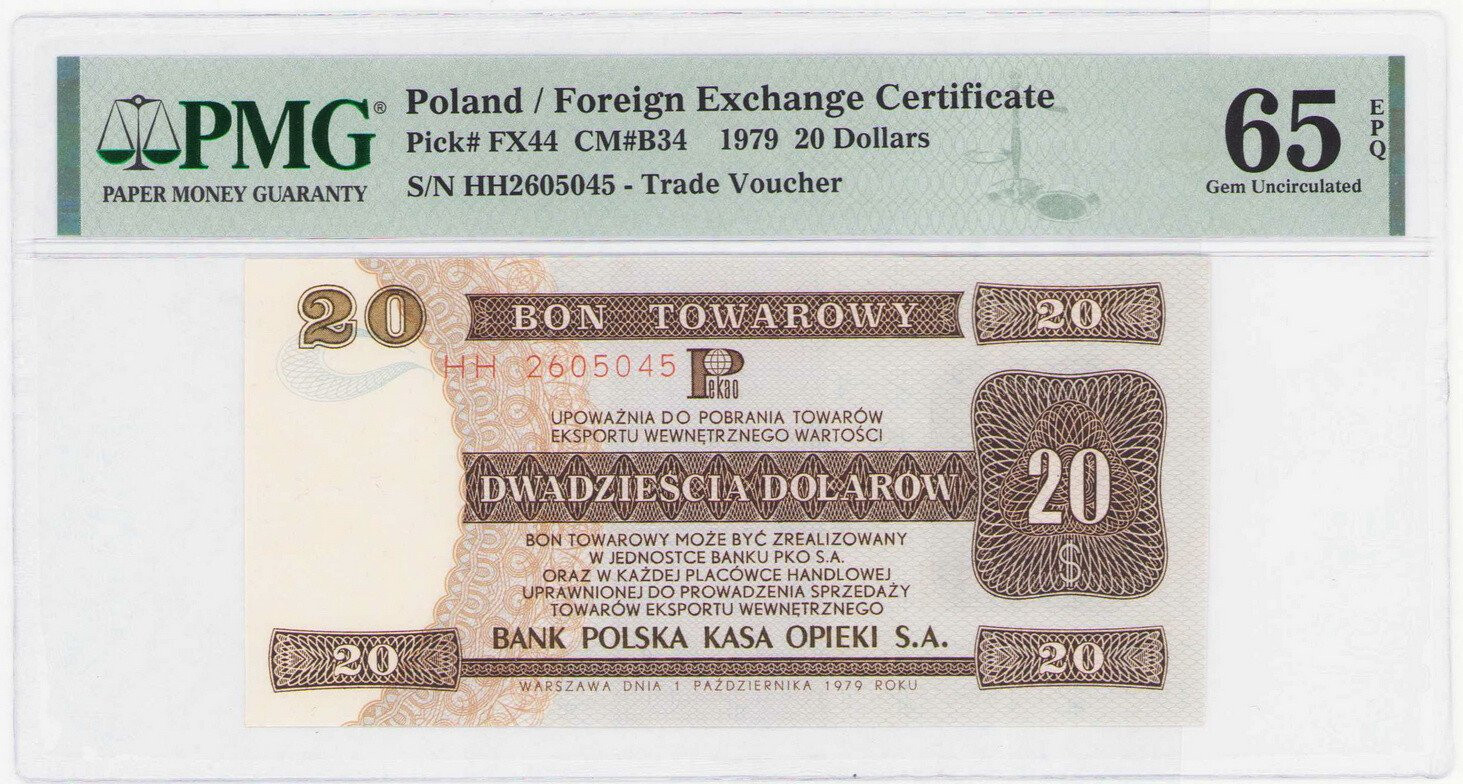 PMG®
PAPER MONEY GUARANTY
Poland / Foreign Exchange Certificate
Pick# FX44 CM#B34 1979 20 Dollars
S/N HH2605045 - Trade Voucher
65
EPQ
Gem Uncirculated
20
BON TOWAROWY
20
HH 2605045
Pekao
UPOWAŻNIA DO POBRANIA TOWARÓW
EKSPORTU WEWNĘTRZNEGO WARTOŚCI
DWADZIEŚCIA DOLARÓW
20
$
BON TOWAROWY MOŻE BYĆ ZREALIZOWANY
W JEDNOSTCE BANKU PKO S.A.
ORAZ W KAŻDEJ PLACÓWCE HANDLOWEJ
UPRAWNIONEJ DO PROWADZENIA SPRZEDAŻY
TOWARÓW EKSPORTU WEWNĘTRZNEGO
BANK POLSKA KASA OPIEKI S.A.
20
20
WARSZAWA DNIA 1 PAŹDZIERNIKA 1979 ROKU